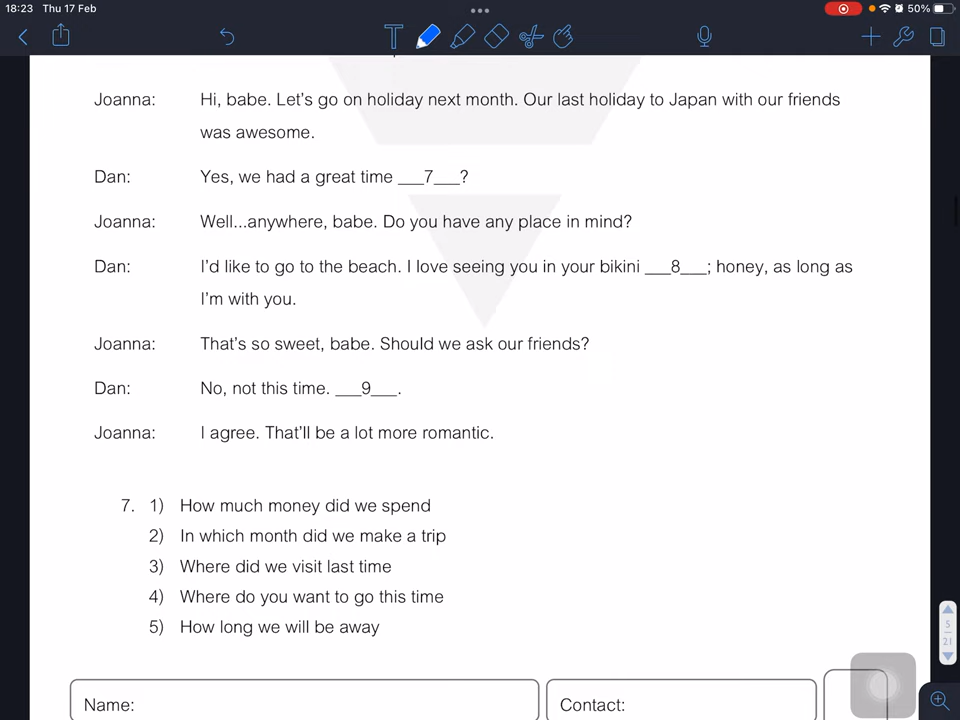 18:23 Thu 17 Feb 50%
Joanna: Hi, babe. Let's go on holiday next month. Our last holiday to Japan with our friends
was awesome.
Dan: Yes, we had a great time ___7___?
Joanna: Well...anywhere, babe. Do you have any place in mind?
Dan: I'd like to go to the beach. I love seeing you in your bikini ___8___; honey, as long as
I'm with you.
Joanna: That's so sweet, babe. Should we ask our friends?
Dan: No, not this time. ___9___.
Joanna: I agree. That'll be a lot more romantic.
7. 1) How much money did we spend
2) In which month did we make a trip
3) Where did we visit last time
4) Where do you want to go this time
5) How long we will be away
5
21
Name: Contact: